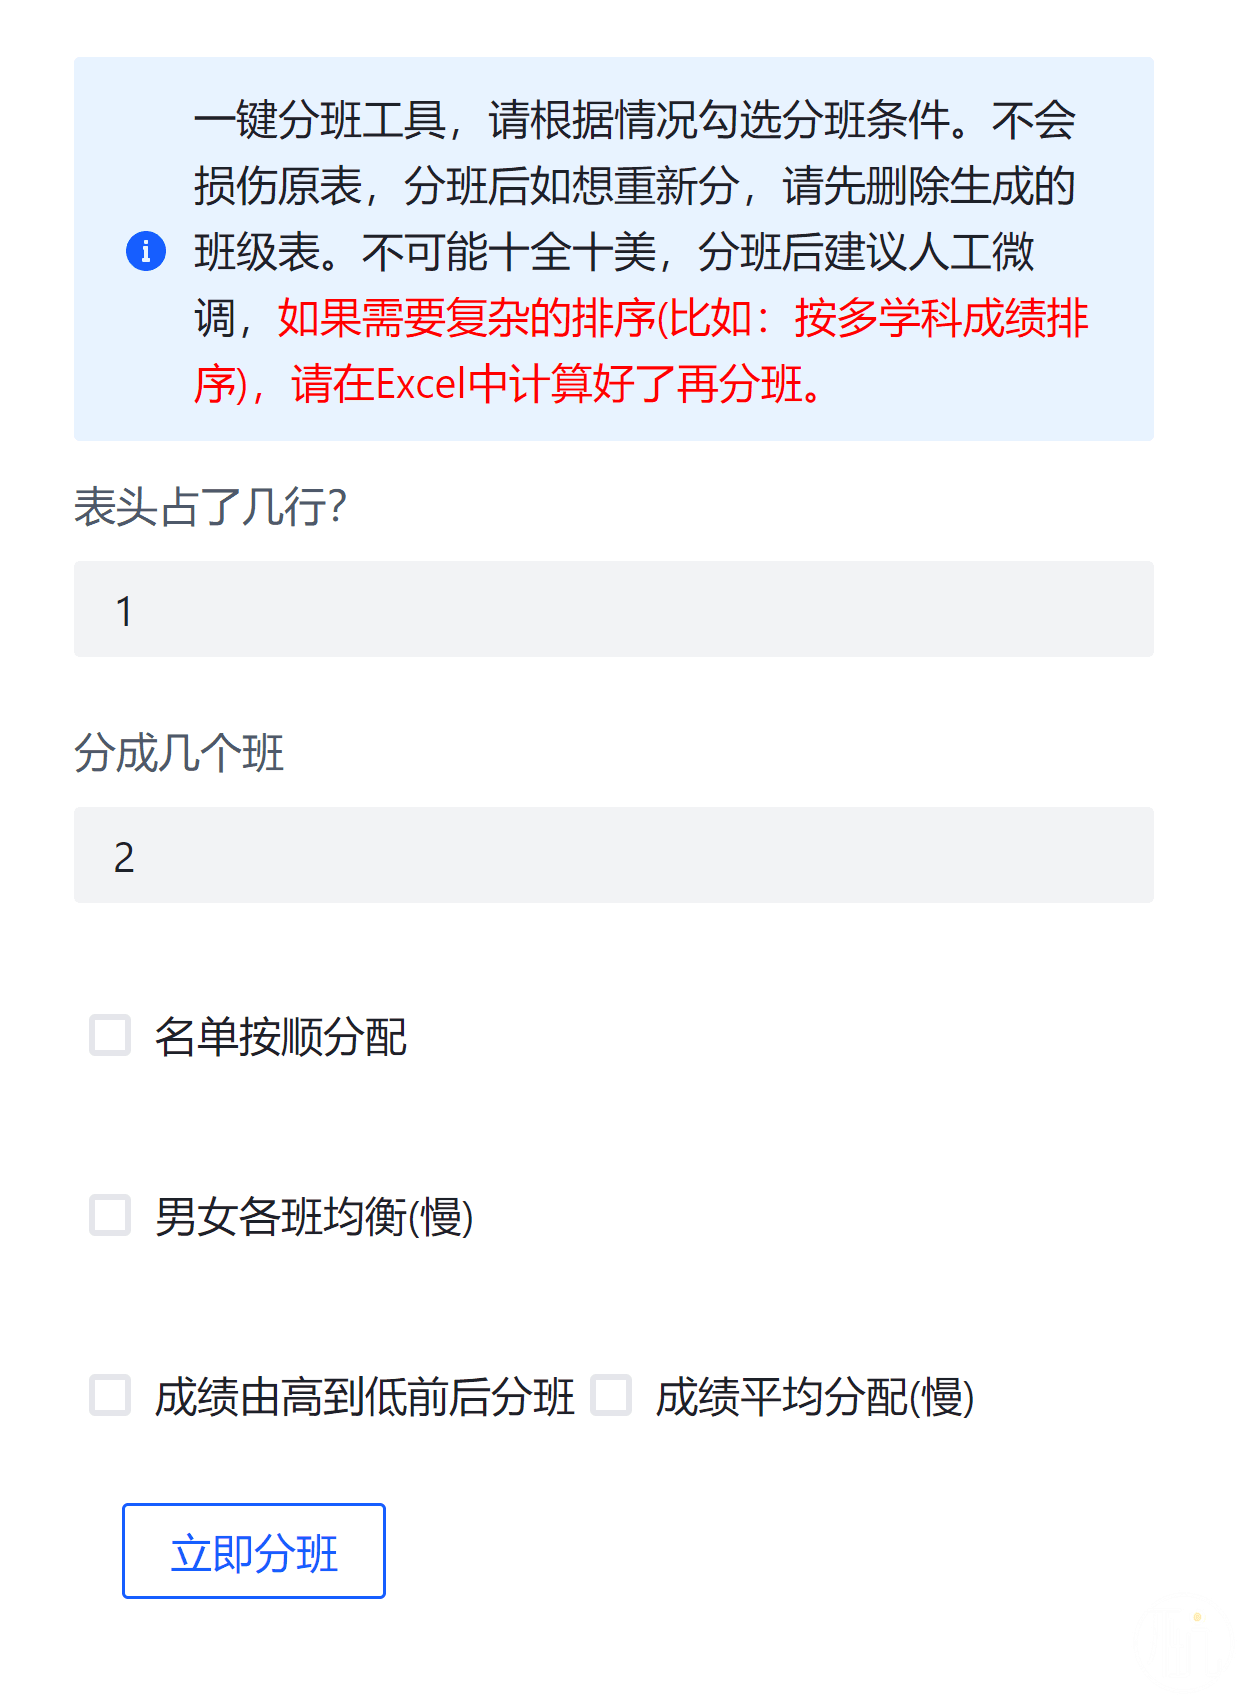 一键分班工具，请根据情况勾选分班条件。不会
损伤原表，分班后如想重新分，请先删除生成的
班级表。不可能十全十美，分班后建议人工微
调，如果需要复杂的排序(比如：按多学科成绩排
序)，请在Excel中计算好了再分班。
表头占了几行?
1
分成几个班
2
名单按顺分配
男女各班均衡(慢)
成绩由高到低前后分班 成绩平均分配(慢)
立即分班